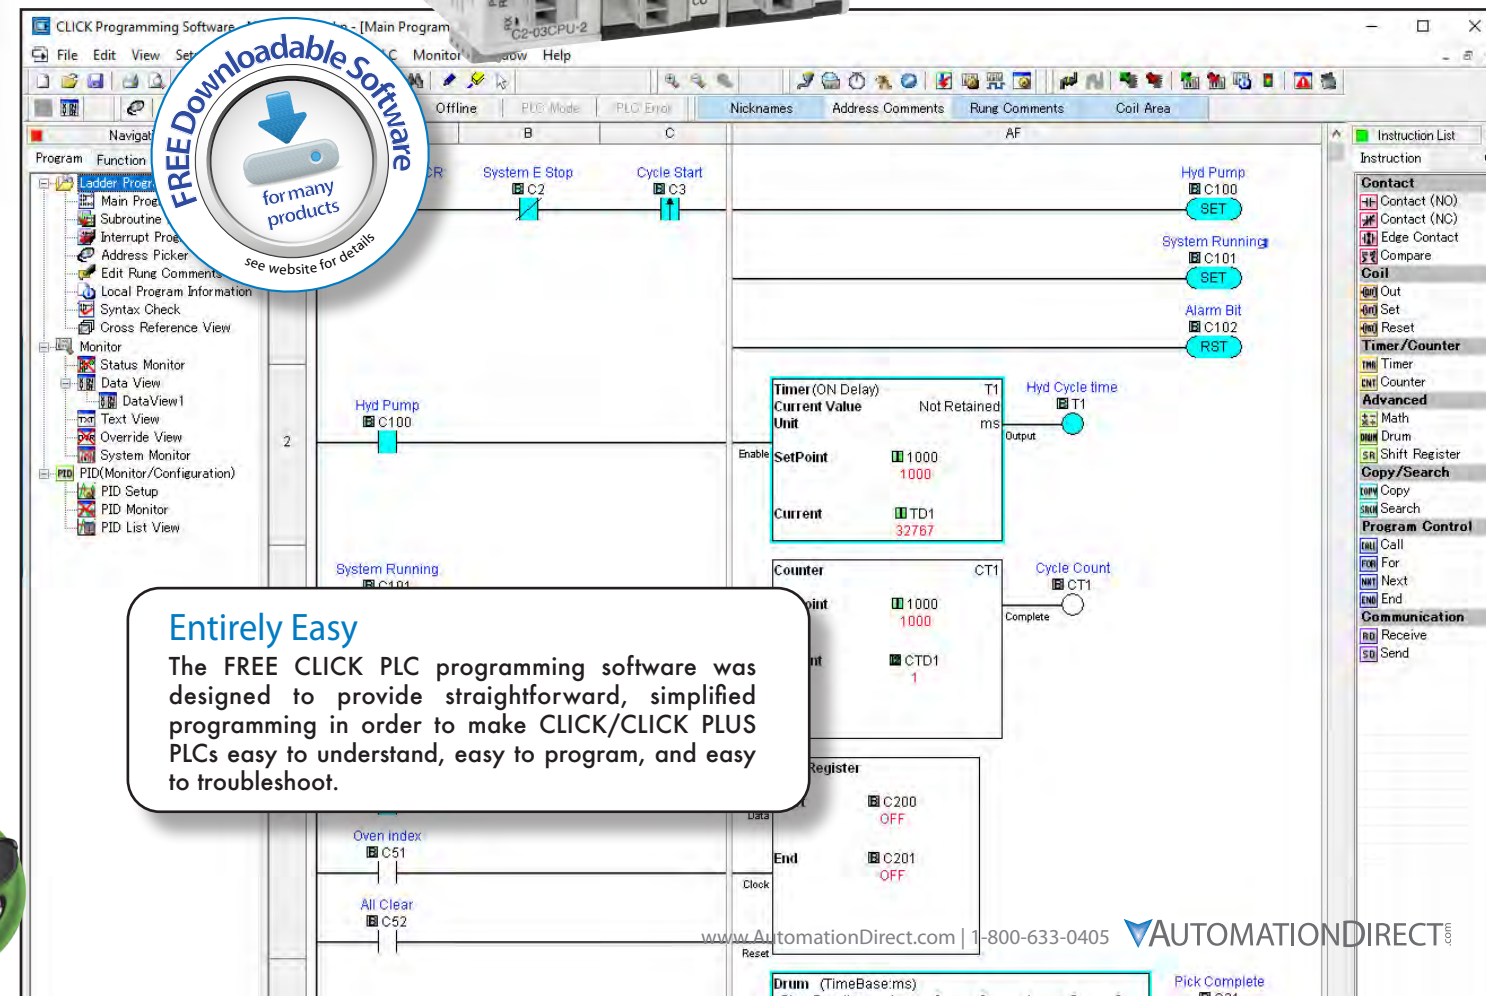 C2-03CPU-2
CLICK Programming Software
- [Main Program
File Edit View Monitor Help
Offline PLC Mode PLC Error Nicknames Address Comments Rung Comments Coil Area
FREE Downloadable Software
for many
products
see website for details
B C AF
Program Function
Ladder
Main
Subroutine
Interrupt
Address Picker
Edit Rung Comments
Local Program Information
Syntax Check
Cross Reference View
Monitor
Status Monitor
Data View
DataView1
Text View
Override View
System Monitor
PID PID(Monitor/Configuration)
PID Setup
PID Monitor
PID List View
System E Stop
C2
Cycle Start
C3
Hyd Pump
C100
SET
System Running
C101
SET
Alarm Bit
C102
RST
2
Hyd Pump
C100
Enable
Timer (ON Delay) T1
Current Value Not Retained
Unit ms
SetPoint 1000
1000
Current TD1
32767
Output
Hyd Cycle time
T1
System Running
C101
Counter CT1
1000
1000
CTD1
1
Complete
Cycle Count
CT1
Entirely Easy
The FREE CLICK PLC programming software was
designed to provide straightforward, simplified
programming in order to make CLICK/CLICK PLUS
PLCs easy to understand, easy to program, and easy
to troubleshoot.
Register
Data
C200
OFF
End C201
OFF
Oven index
C51
Clock
All Clear
C52
Reset
Drum (TimeBase:ms)
Pick Complete
Instruction List
Instruction
Contact
Contact (NO)
Contact (NC)
Edge Contact
Compare
Coil
Out
Set
Reset
Timer/Counter
Timer
Counter
Advanced
Math
Drum
Shift Register
Copy/Search
Copy
Search
Program Control
Call
For
Next
End
Communication
Receive
Send
www.AutomationDirect.com | 1-800-633-0405
AUTOMATIONDIRECT.com